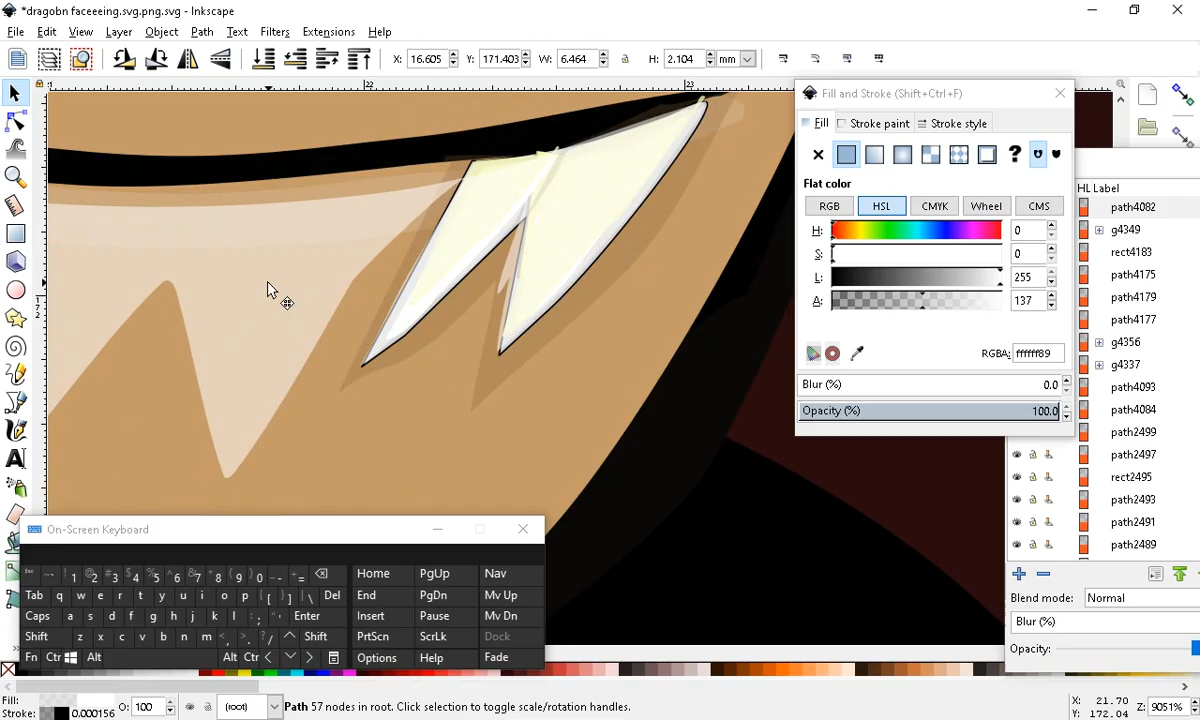 *dragobn faceeeing.svg.png.svg - Inkscape
File Edit View Layer Object Path Text Filters Extensions Help
X: 16.605 Y: 171.403 W: 6.464 H: 2.104 mm
22 23
Fill and Stroke (Shift+Ctrl+F)
Fill Stroke paint Stroke style
Flat color
RGB HSL CMYK Wheel CMS
H: 0
S: 0
L: 255
A: 137
RGBA: ffffff89
Blur (%) 0.0
Opacity (%) 100.0
HL Label
path4082
g4349
rect4183
path4175
path4179
path4177
g4356
g4337
path4093
path4084
path2499
path2497
rect2495
path2493
path2491
path2489
Blend mode: Normal
Blur (%)
Opacity:
On-Screen Keyboard
Esc ~` !1 @2 #3 $4 %5 ^6 &7 *8 (9 )0 _- += Home PgUp Nav
Tab q w e r t y u i o p {[ }] |\ Del End PgDn Mv Up
Caps a s d f g h j k l :; "' Enter Insert Pause Mv Dn
Shift z x c v b n m <, >. ?/ Shift PrtScn ScrLk Dock
Fn Ctr Alt Alt Ctr Options Help Fade
Fill:
Stroke: 0.000156 O: 100 (root) Path 57 nodes in root. Click selection to toggle scale/rotation handles.
X: 21.70
Y: 172.04 Z: 9051%